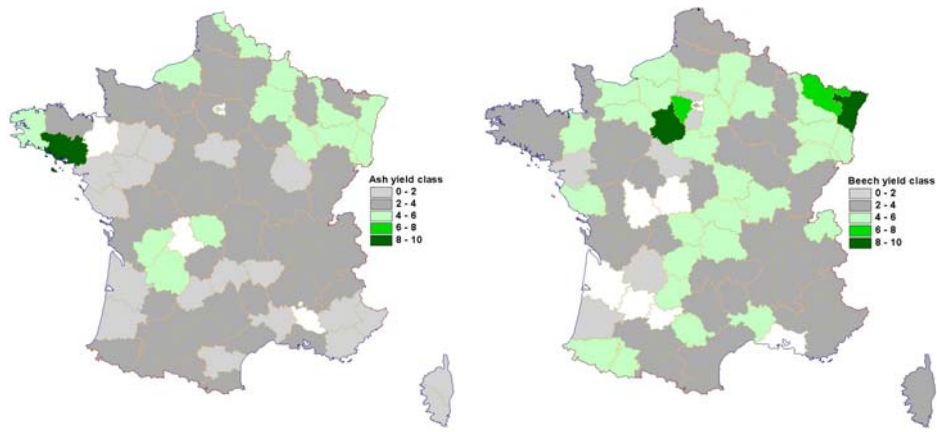 Ash yield class
0 - 2
2 - 4
4 - 6
6 - 8
8 - 10
Beech yield class
0 - 2
2 - 4
4 - 6
6 - 8
8 - 10